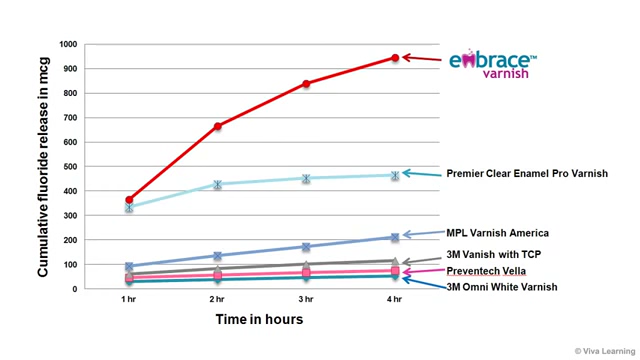 1000
900
800
700
600
500
400
300
200
100
0
Cumulative fluoride release in mcg
1 hr
2 hr
3 hr
4 hr
Time in hours
embrace™
varnish
Premier Clear Enamel Pro Varnish
MPL Varnish America
3M Vanish with TCP
Preventech Vella
3M Omni White Varnish
© Viva Learning